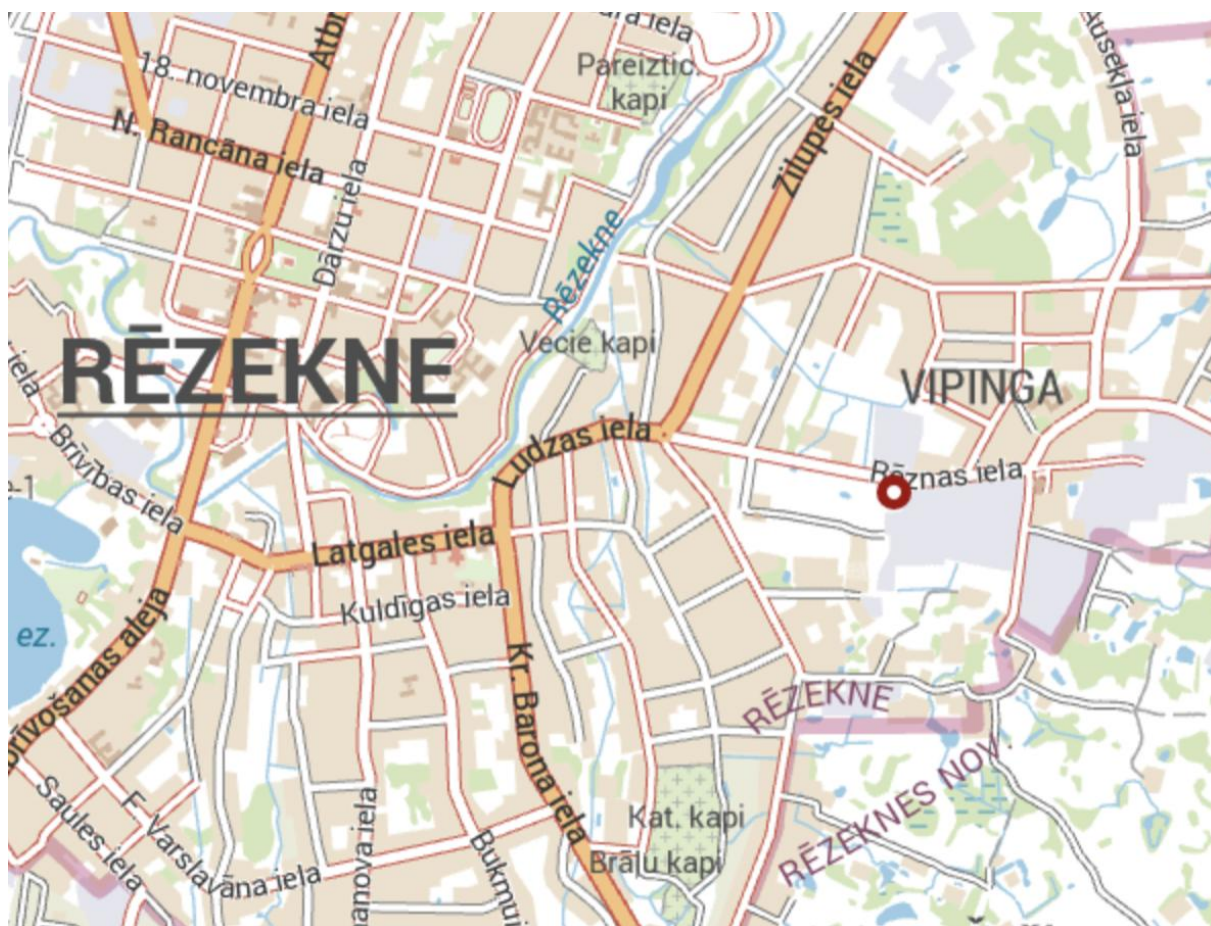 18. novembra iela
N. Rancāna iela
Dārzu iela
Pareiztic.
kapi
Zilupes iela
Ausekļa iela
Rēzekne
Vecie kapi
RĒZEKNE
VIPINGA
Ludzas iela
Rēznas iela
Brīvības iela
Latgales iela
Kuldīgas iela
ez.
Kr. Barona iela
RĒZEKNE
RĒZEKNES NOV.
Saules iela
F. Varslavāna iela
Kat. kapi
Brāļu kapi